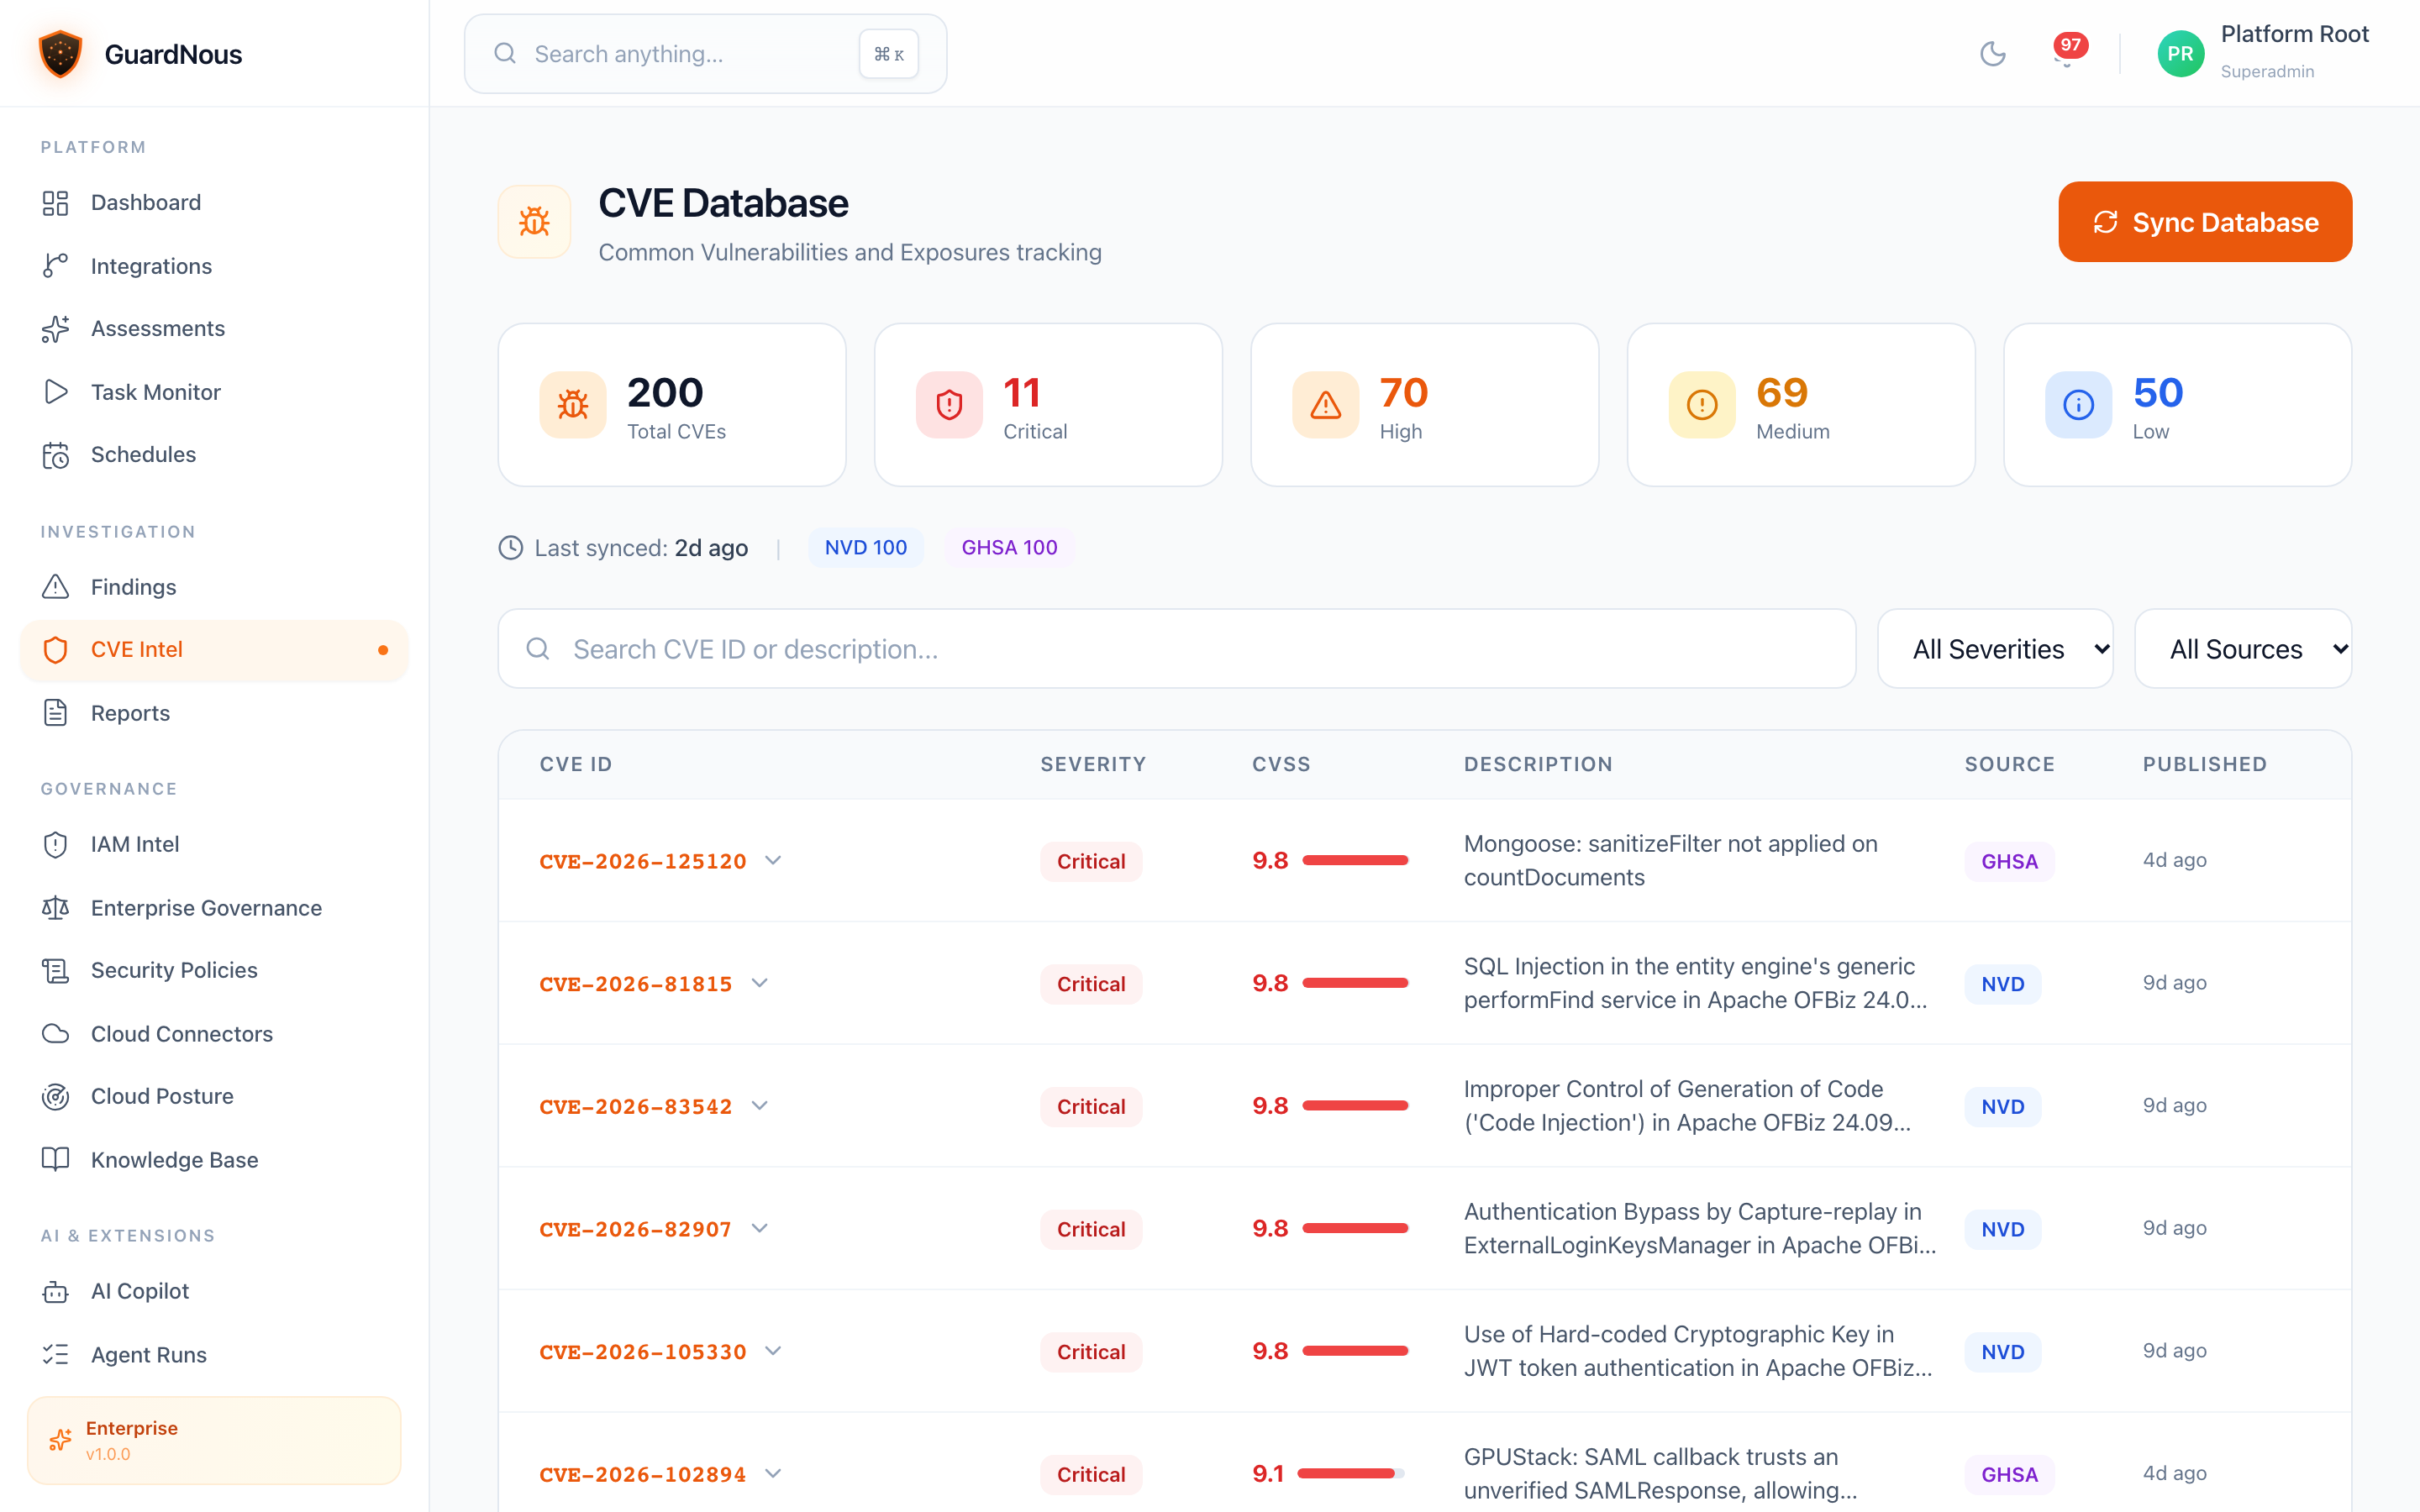 GuardNous
Search anything...
⌘ K
97
PR
Platform Root
Superadmin
PLATFORM
Dashboard
Integrations
Assessments
Task Monitor
Schedules
INVESTIGATION
Findings
CVE Intel
Reports
GOVERNANCE
IAM Intel
Enterprise Governance
Security Policies
Cloud Connectors
Cloud Posture
Knowledge Base
AI & EXTENSIONS
AI Copilot
Agent Runs
Enterprise
v1.0.0
CVE Database
Common Vulnerabilities and Exposures tracking
Sync Database
200
Total CVEs
11
Critical
70
High
69
Medium
50
Low
Last synced: 2d ago | NVD 100 GHSA 100
Search CVE ID or description...
All Severities
All Sources
CVE ID SEVERITY CVSS DESCRIPTION SOURCE PUBLISHED
CVE-2026-125120 Critical 9.8 Mongoose: sanitizeFilter not applied on
countDocuments
GHSA 4d ago
CVE-2026-81815 Critical 9.8 SQL Injection in the entity engine's generic
performFind service in Apache OFBiz 24.0...
NVD 9d ago
CVE-2026-83542 Critical 9.8 Improper Control of Generation of Code
('Code Injection') in Apache OFBiz 24.09...
NVD 9d ago
CVE-2026-82907 Critical 9.8 Authentication Bypass by Capture-replay in
ExternalLoginKeysManager in Apache OFBi...
NVD 9d ago
CVE-2026-105330 Critical 9.8 Use of Hard-coded Cryptographic Key in
JWT token authentication in Apache OFBiz...
NVD 9d ago
CVE-2026-102894 Critical 9.1 GPUStack: SAML callback trusts an
unverified SAMLResponse, allowing...
GHSA 4d ago